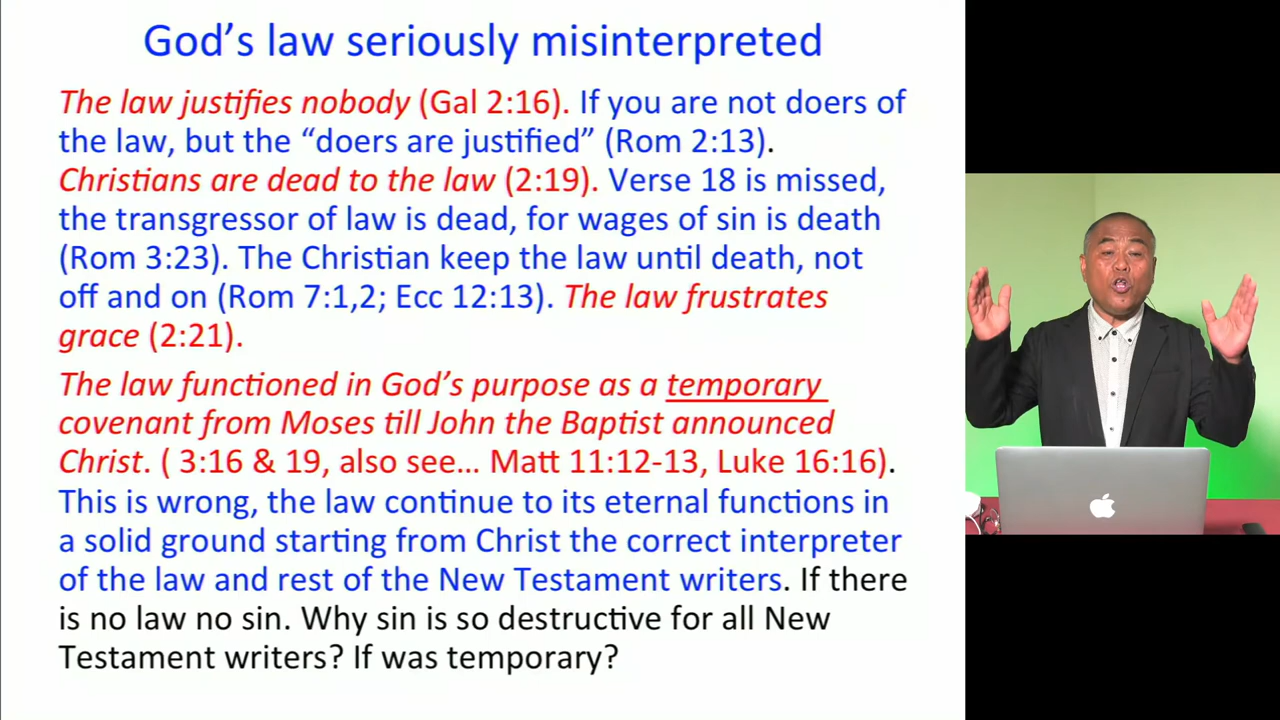 God’s law seriously misinterpreted
The law justifies nobody (Gal 2:16). If you are not doers of
the law, but the “doers are justified” (Rom 2:13).
Christians are dead to the law (2:19). Verse 18 is missed,
the transgressor of law is dead, for wages of sin is death
(Rom 3:23). The Christian keep the law until death, not
off and on (Rom 7:1,2; Ecc 12:13). The law frustrates
grace (2:21).
The law functioned in God’s purpose as a temporary
covenant from Moses till John the Baptist announced
Christ. ( 3:16 & 19, also see… Matt 11:12-13, Luke 16:16).
This is wrong, the law continue to its eternal functions in
a solid ground starting from Christ the correct interpreter
of the law and rest of the New Testament writers. If there
is no law no sin. Why sin is so destructive for all New
Testament writers? If was temporary?